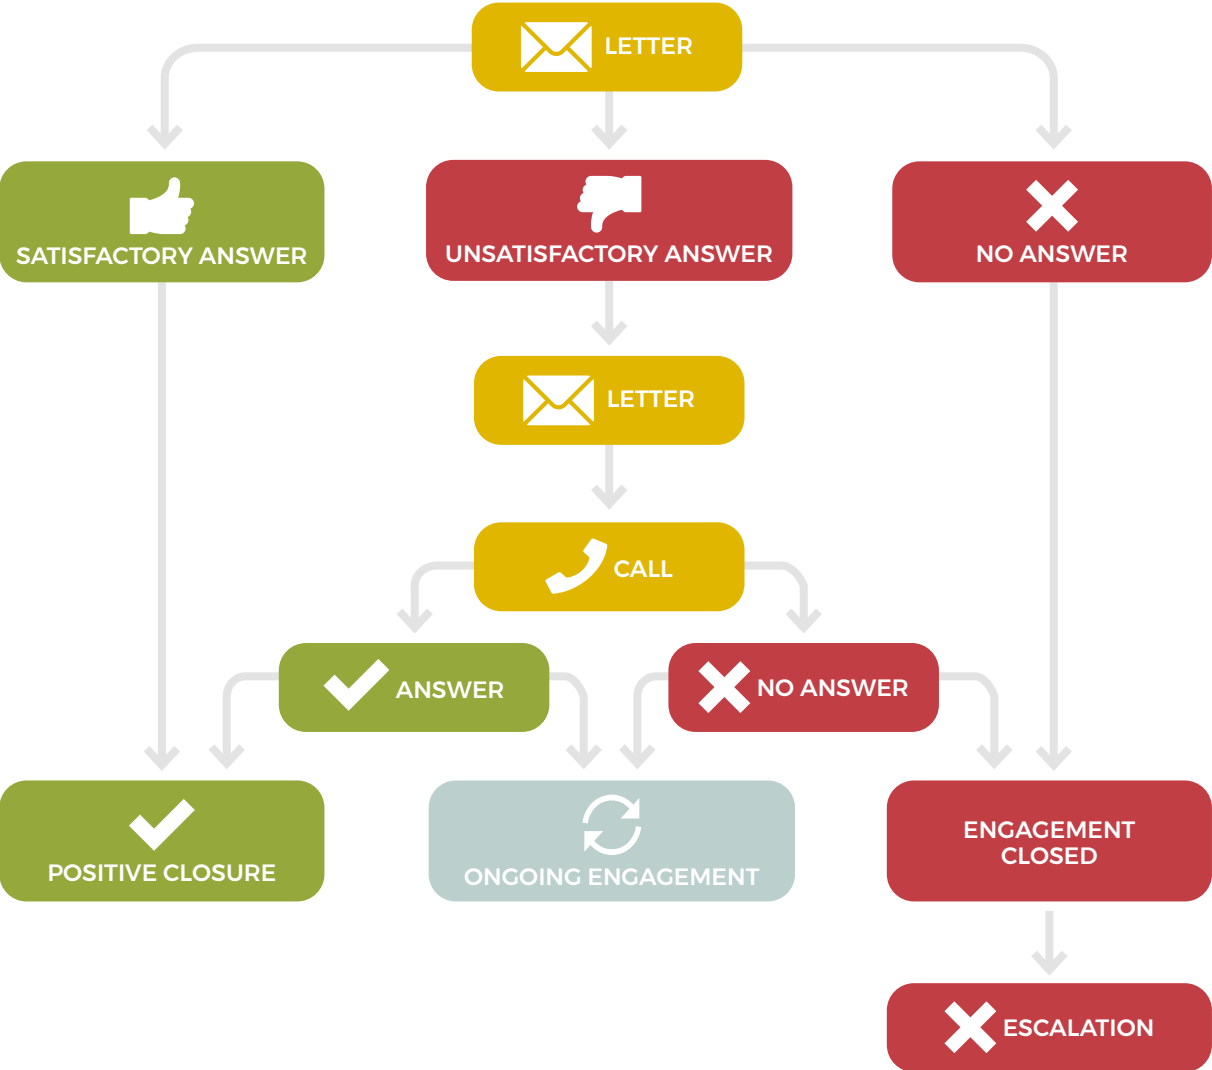 LETTER
SATISFACTORY ANSWER
UNSATISFACTORY ANSWER
NO ANSWER
LETTER
CALL
ANSWER
NO ANSWER
POSITIVE CLOSURE
ONGOING ENGAGEMENT
ENGAGEMENT
CLOSED
ESCALATION